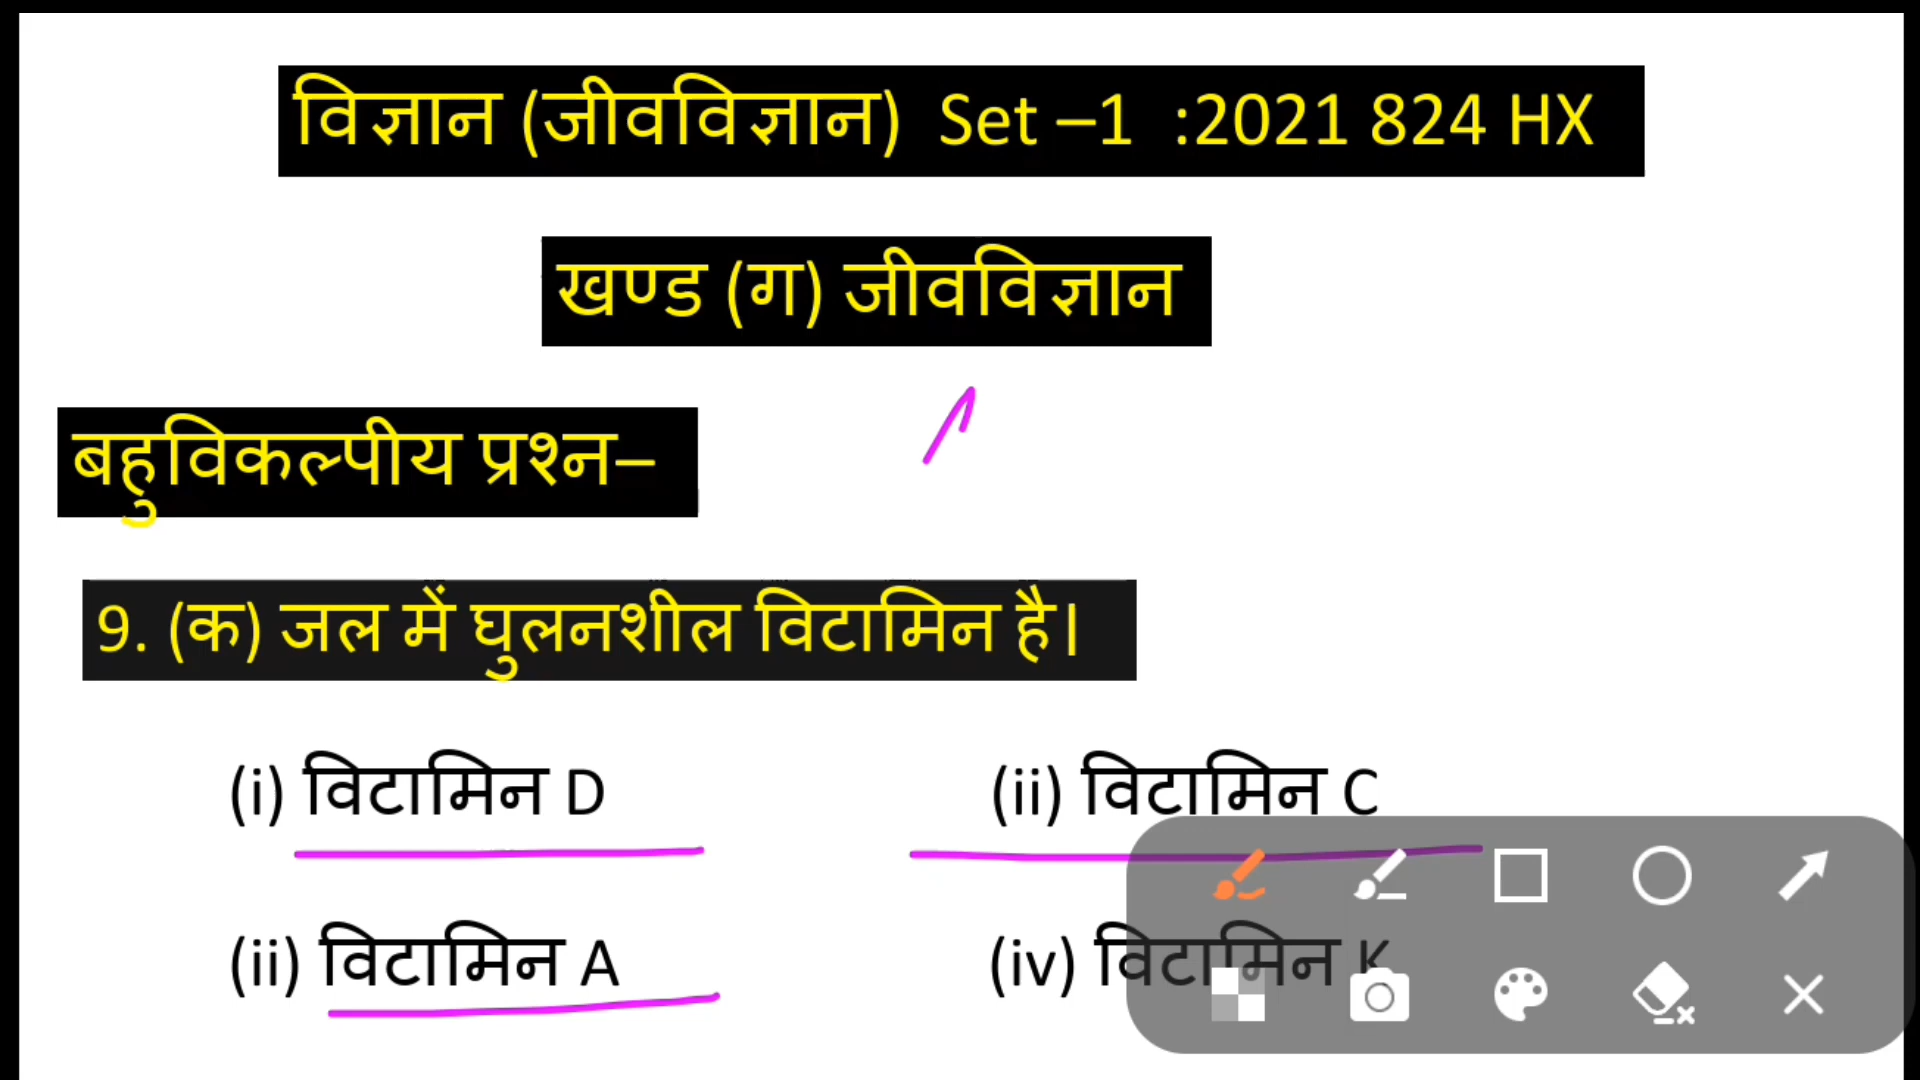 विज्ञान (जीवविज्ञान) Set –1 :2021 824 HX
खण्ड (ग) जीवविज्ञान
बहुविकल्पीय प्रश्न–
9. (क) जल में घुलनशील विटामिन है।
(i) विटामिन D (ii) विटामिन C
(ii) विटामिन A (iv) विटामिन K